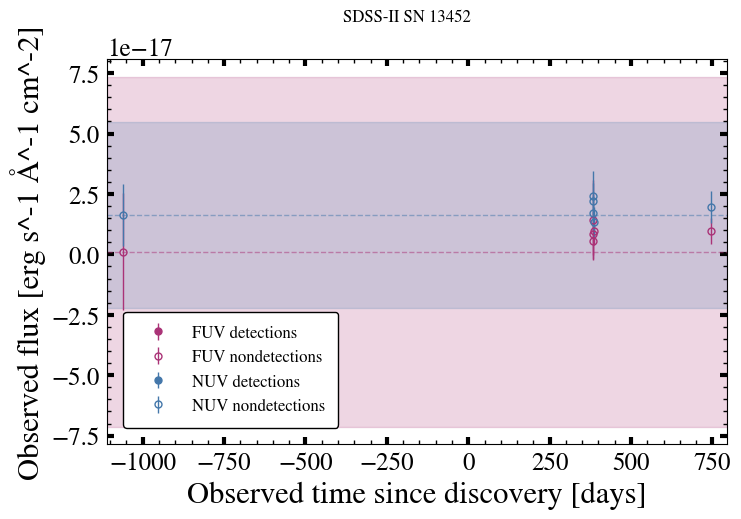 SDSS-II SN 13452
1e−17
Observed flux [erg s^-1 Å^-1 cm^-2]
7.5
5.0
2.5
0.0
−2.5
−5.0
−7.5
FUV detections
FUV nondetections
NUV detections
NUV nondetections
−1000 −750 −500 −250 0 250 500 750
Observed time since discovery [days]